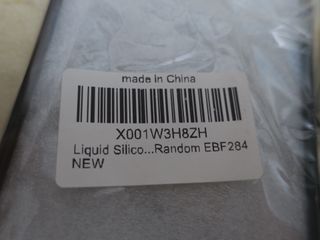 made in China
X001W3H8ZH
Liquid Silico...Random EBF284
NEW